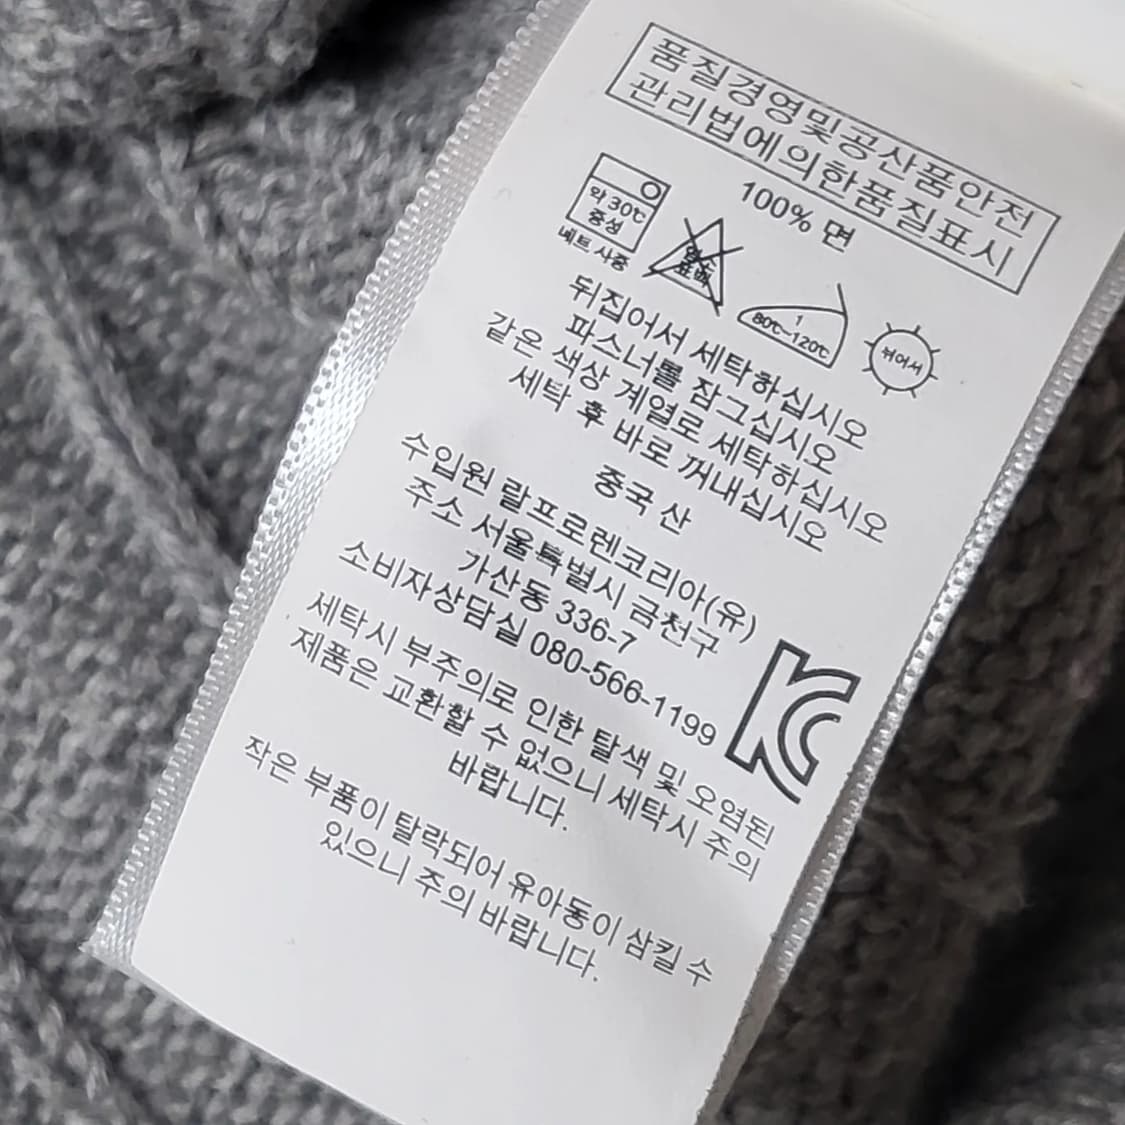 품질경영및공산품안전
관리법에의한품질표시
100% 면
약 30℃
중성
네트 사용
염소
표백
1
80℃~120℃
뉘어서
뒤집어서 세탁하십시오
파스너를 잠그십시오
같은 색상 계열로 세탁하십시오
세탁 후 바로 꺼내십시오
중국 산
수입원 랄프로렌코리아(유)
주소 서울특별시 금천구
가산동 336-7
소비자상담실 080-566-1199
세탁시 부주의로 인한 탈색 및 오염된
제품은 교환할 수 없으니 세탁시 주의
바랍니다.
작은 부품이 탈락되어 유아동이 삼킬 수
있으니 주의 바랍니다.